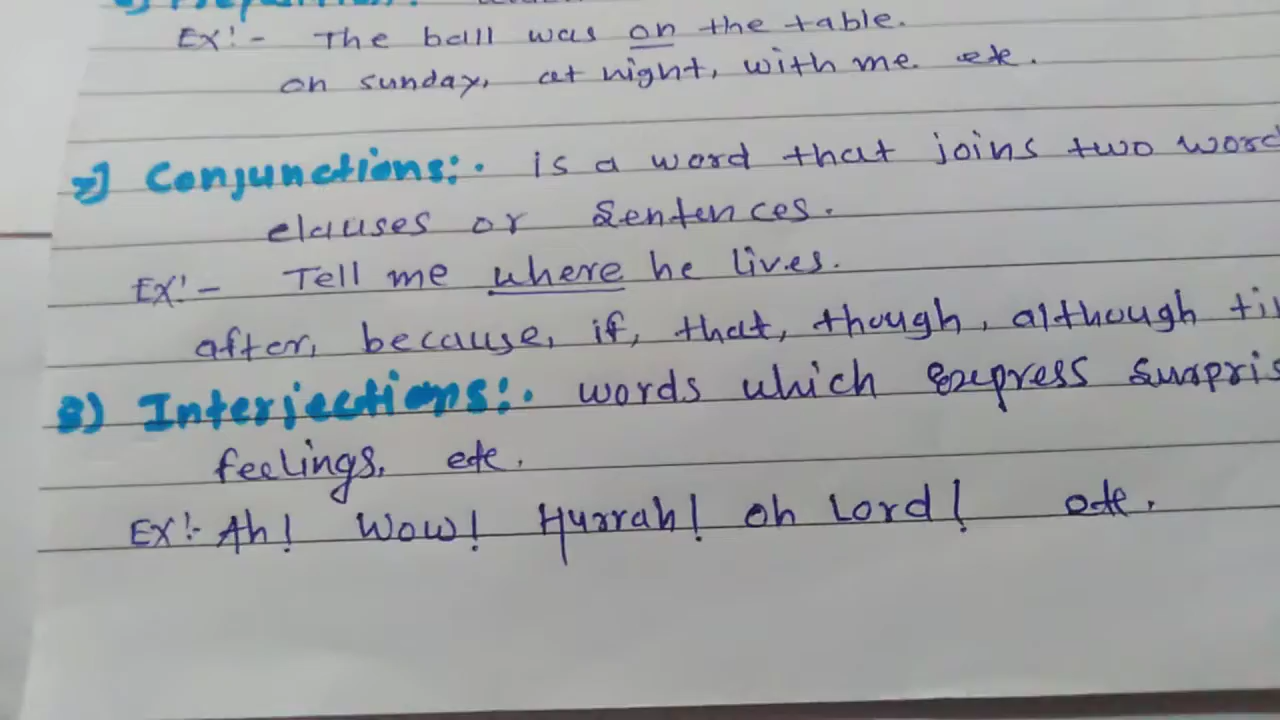 Ex:- The ball was on the table.
on sunday, at night, with me etc.
7) Conjunctions:. is a word that joins two word
clauses or Sentences.
Ex:- Tell me where he lives.
after, because, if, that, though, although til
8) Interjections:. words which express surpris
feelings, etc.
Ex:- Ah! Wow! Hurrah! oh Lord! etc.